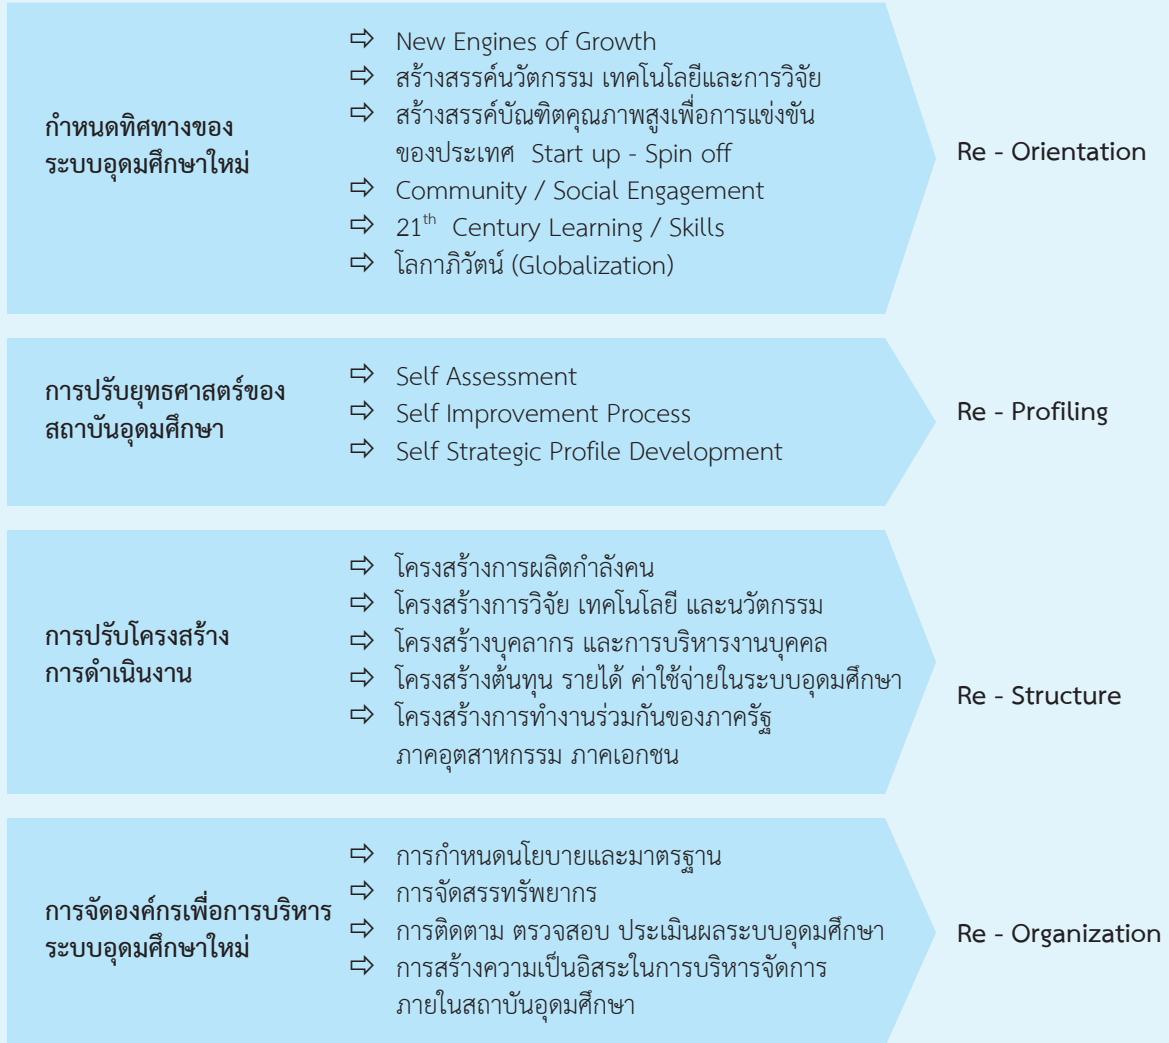 กำหนดทิศทางของ
ระบบอุดมศึกษาใหม่
⇨ New Engines of Growth
⇨ สร้างสรรค์นวัตกรรม เทคโนโลยีและการวิจัย
⇨ สร้างสรรค์บัณฑิตคุณภาพสูงเพื่อการแข่งขัน
ของประเทศ Start up - Spin off
⇨ Community / Social Engagement
⇨ 21th Century Learning / Skills
⇨ โลกาภิวัตน์ (Globalization)
Re - Orientation
การปรับยุทธศาสตร์ของ
สถาบันอุดมศึกษา
⇨ Self Assessment
⇨ Self Improvement Process
⇨ Self Strategic Profile Development
Re - Profiling
การปรับโครงสร้าง
การดำเนินงาน
⇨ โครงสร้างการผลิตกำลังคน
⇨ โครงสร้างการวิจัย เทคโนโลยี และนวัตกรรม
⇨ โครงสร้างบุคลากร และการบริหารงานบุคคล
⇨ โครงสร้างต้นทุน รายได้ ค่าใช้จ่ายในระบบอุดมศึกษา
⇨ โครงสร้างการทำงานร่วมกันของภาครัฐ
ภาคอุตสาหกรรม ภาคเอกชน
Re - Structure
การจัดองค์กรเพื่อการบริหาร
ระบบอุดมศึกษาใหม่
⇨ การกำหนดนโยบายและมาตรฐาน
⇨ การจัดสรรทรัพยากร
⇨ การติดตาม ตรวจสอบ ประเมินผลระบบอุดมศึกษา
⇨ การสร้างความเป็นอิสระในการบริหารจัดการ
ภายในสถาบันอุดมศึกษา
Re - Organization